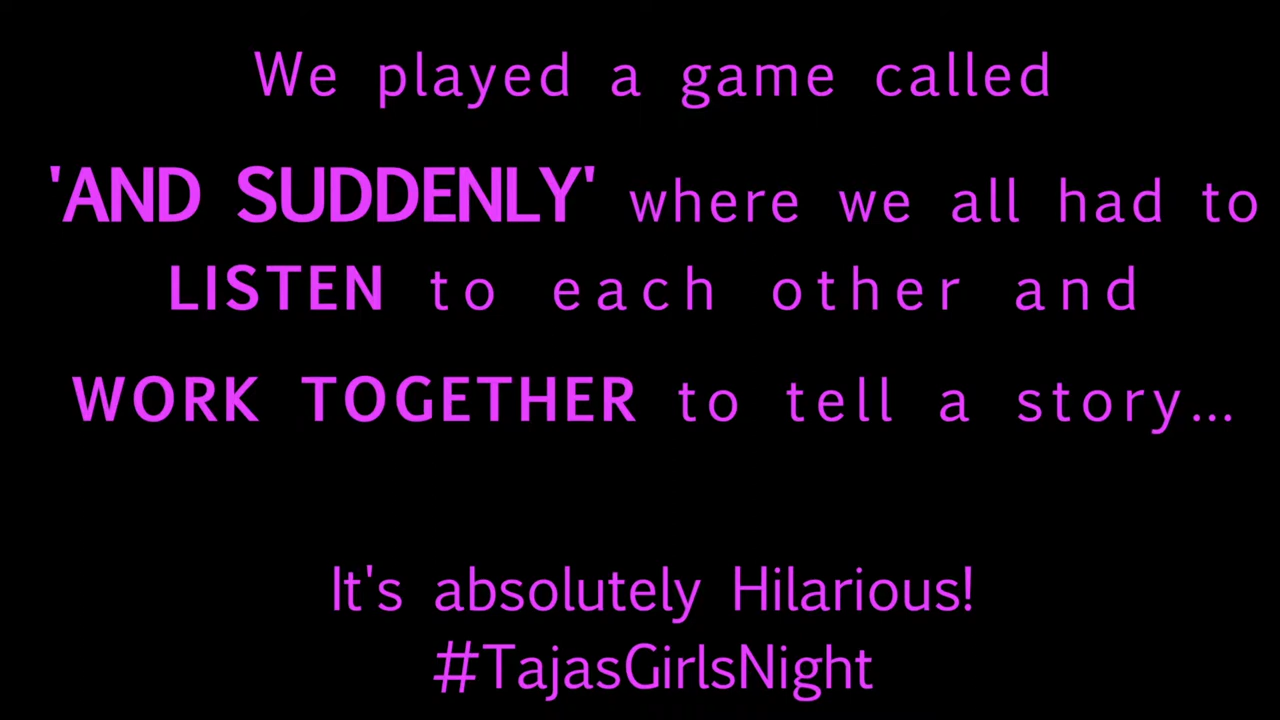 We played a game called
'AND SUDDENLY' where we all had to
LISTEN to each other and
WORK TOGETHER to tell a story...
It's absolutely Hilarious!
#TajasGirlsNight